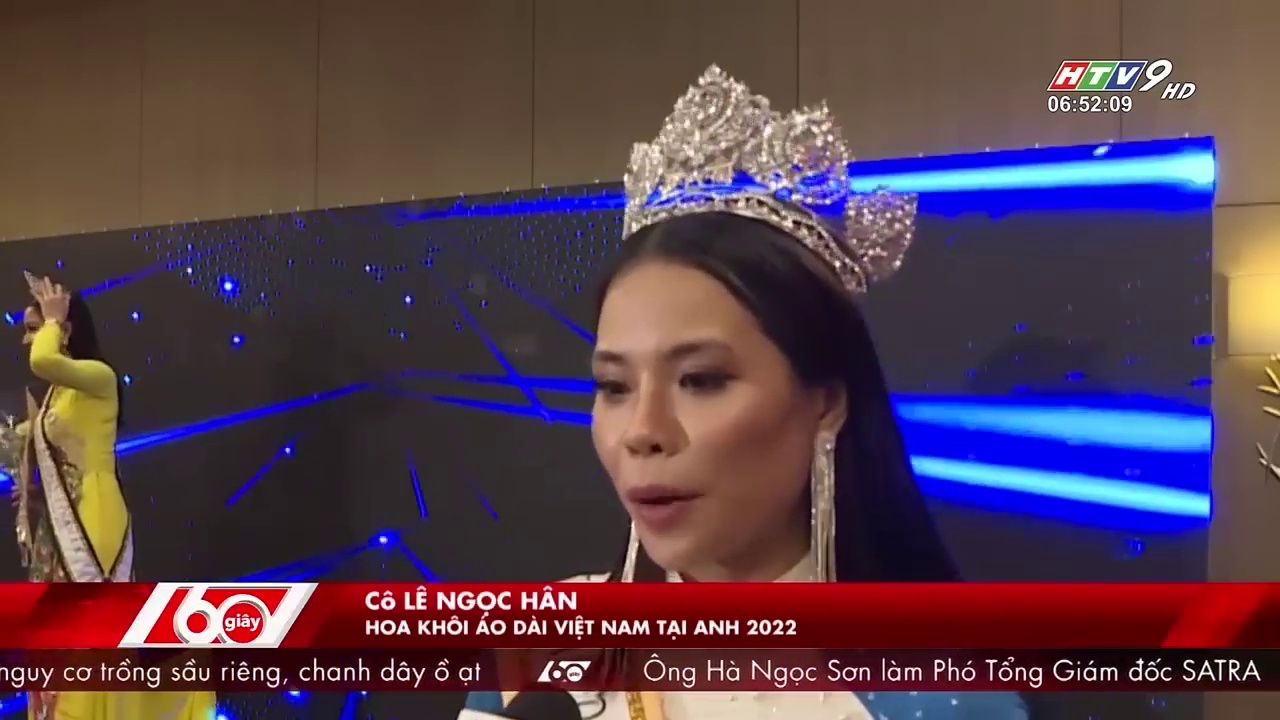 HTV9 HD
06:52:09
60 giây
Cô LÊ NGỌC HÂN
HOA KHÔI ÁO DÀI VIỆT NAM TẠI ANH 2022
nguy cơ trồng sầu riêng, chanh dây ồ ạt 60 giây Ông Hà Ngọc Sơn làm Phó Tổng Giám đốc SATRA